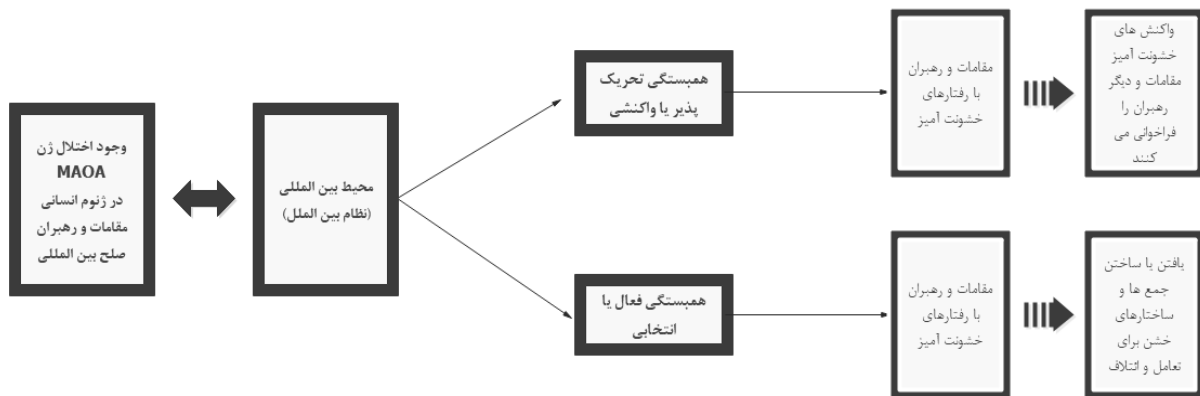 وجود اختلال ژن
MAOA
در ژنوم انسانی
مقامات و رهبران
صلح بین المللی
محیط بین المللی
(نظام بین الملل)
همبستگی تحریک
پذیر یا واکنشی
مقامات و رهبران
با رفتارهای
خشونت آمیز
واکنش های
خشونت آمیز
مقامات و دیگر
رهبران را
فراخوانی می
کنند
همبستگی فعال یا
انتخابی
مقامات و رهبران
با رفتارهای
خشونت آمیز
یافتن یا ساختن
جمع ها و
ساختارهای
خشن برای
تعامل و ائتلاف